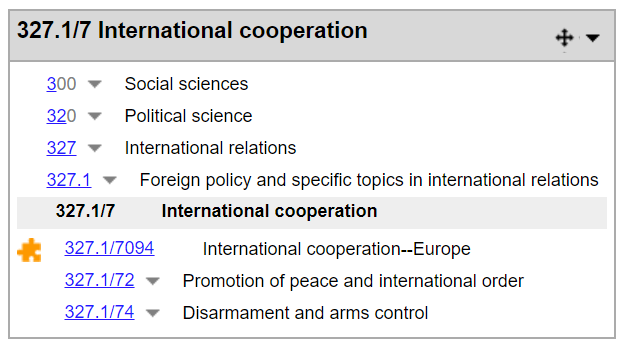 327.1/7 International cooperation
300 Social sciences
320 Political science
327 International relations
327.1 Foreign policy and specific topics in international relations
327.1/7 International cooperation
327.1/7094 International cooperation--Europe
327.1/72 Promotion of peace and international order
327.1/74 Disarmament and arms control